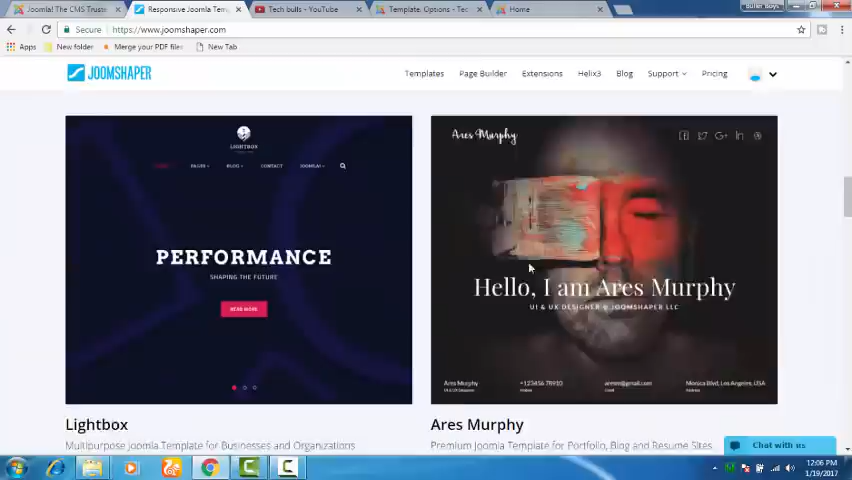 Joomla! The CMS Truste
Responsive Joomla Temp
Tech bulls - YouTube
Template: Options - Tec
Home
Buller Boys
Secure
https://www.joomshaper.com
Apps
New folder
Merge your PDF files
New Tab
JOOMSHAPER
Templates
Page Builder
Extensions
Helix3
Blog
Support
Pricing
LIGHTBOX
PAGES
BLOG
CONTACT
JOOMLA!
PERFORMANCE
SHAPING THE FUTURE
READ MORE
Ares Murphy
Hello, I am Ares Murphy
UI & UX DESIGNER @ JOOMSHAPER LLC
Ares Murphy
+123456 78910
Monica Blvd, Los Angeles, USA
Lightbox
Multipurpose Joomla Template for Businesses and Organizations
Ares Murphy
Premium Joomla Template for Portfolio, Blog and Resume Sites
Chat with us
12:06 PM
1/19/2017